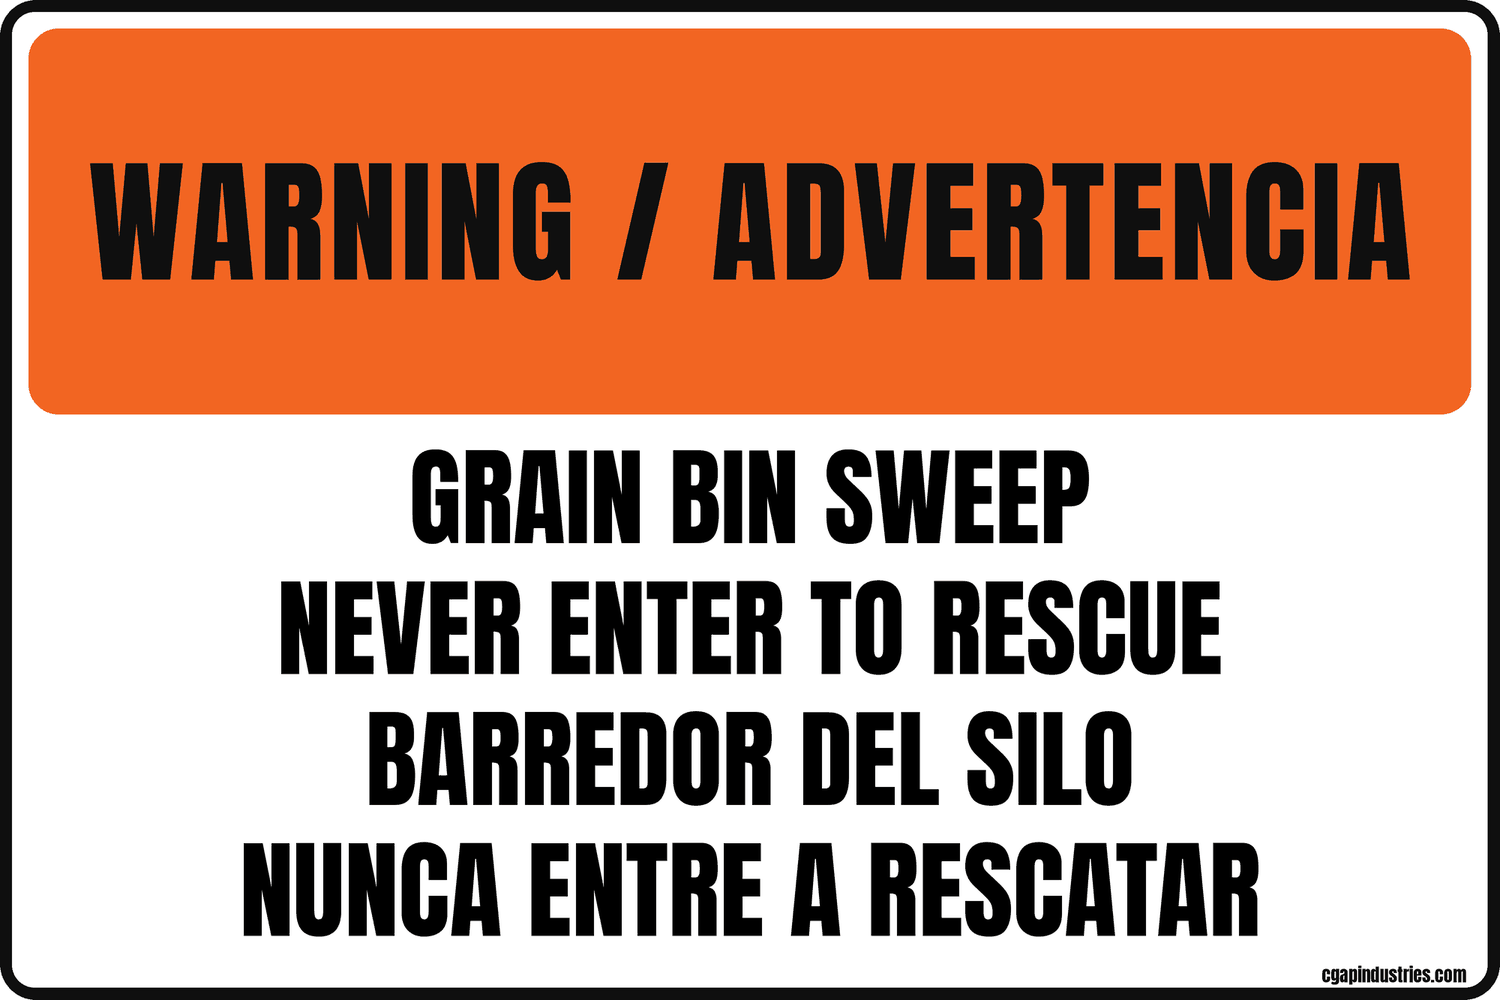 WARNING / ADVERTENCIA
GRAIN BIN SWEEP
NEVER ENTER TO RESCUE
BARREDOR DEL SILO
NUNCA ENTRE A RESCATAR
cgapindustries.com